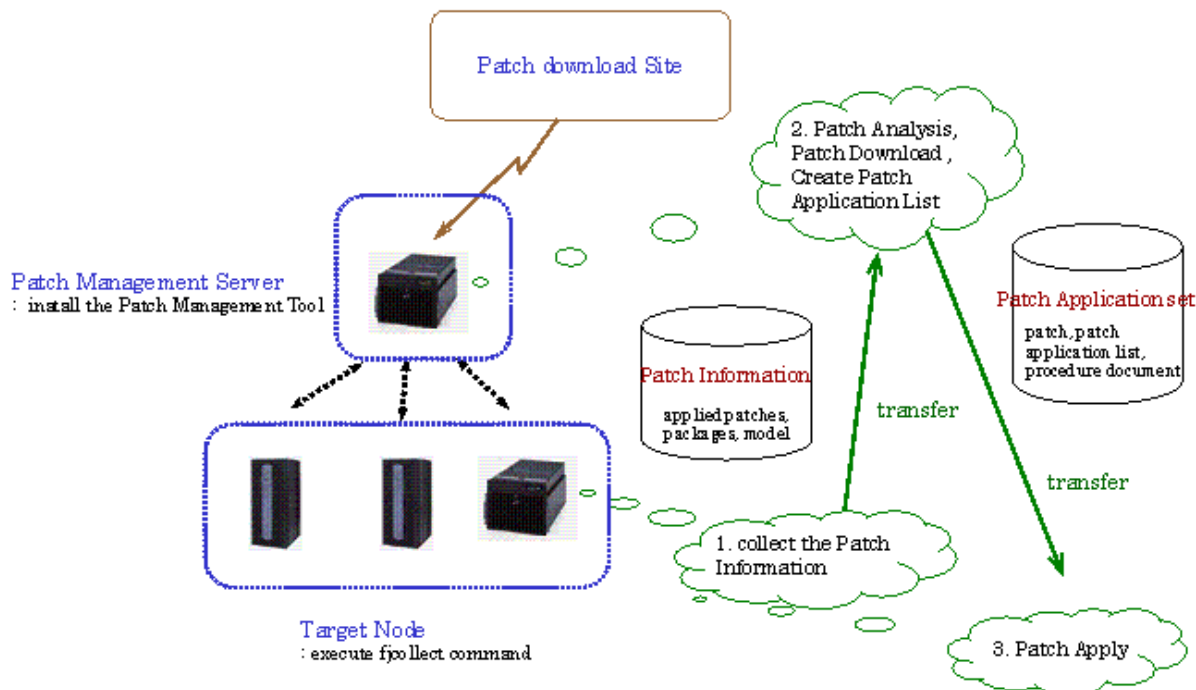 Patch download Site
2. Patch Analysis,
Patch Download ,
Create Patch
Application List
Patch Management Server
: install the Patch Management Tool
Patch Application set
patch, patch
application list,
procedure document
Patch Information
applied patches,
packages, model
transfer
transfer
1. collect the Patch
Information
Target Node
: execute fjcollect command
3. Patch Apply